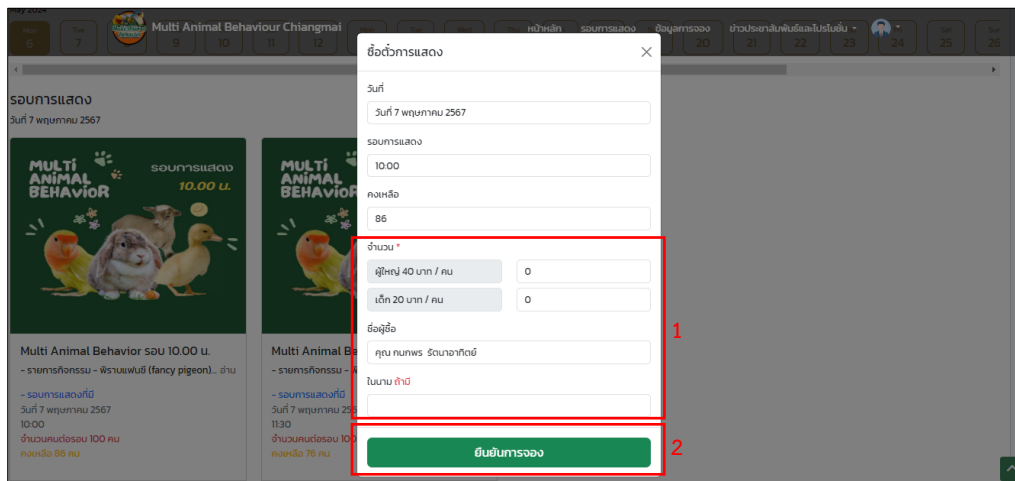 May 2024
Mon Tue Sat Sun
6 7 9 10 11 12 20 21 22 23 24 25 26
Multi Animal Behaviour Chiangmai
หน้าหลัก รอบการแสดง ข้อมูลการจอง ข่าวประชาสัมพันธ์และโปรโมชั่น
ซื้อตั๋วการแสดง
วันที่
วันที่ 7 พฤษภาคม 2567
รอบการแสดง
10:00
คงเหลือ
86
จำนวน *
ผู้ใหญ่ 40 บาท / คน 0
เด็ก 20 บาท / คน 0
ชื่อผู้ซื้อ
คุณ กนกพร รัตนาอาทิตย์
ในนาม ถ้ามี
1
ยืนยันการจอง
2
รอบการแสดง
วันที่ 7 พฤษภาคม 2567
MULTi
ANiMAL
BEHAViOR
รอบการแสดง
10.00 น.
Multi Animal Behavior รอบ 10.00 น.
- รายการกิจกรรม - พิราบแฟนซี (fancy pigeon)... อ่าน
- รอบการแสดงที่มี
วันที่ 7 พฤษภาคม 2567
10:00
จำนวนคนต่อรอบ 100 คน
คงเหลือ 86 คน
MULTi
ANiMAL
BEHAViOR
Multi Animal Be
- รายการกิจกรรม -
- รอบการแสดงที่มี
วันที่ 7 พฤษภาคม 256
11:30
จำนวนคนต่อรอบ 100
คงเหลือ 76 คน